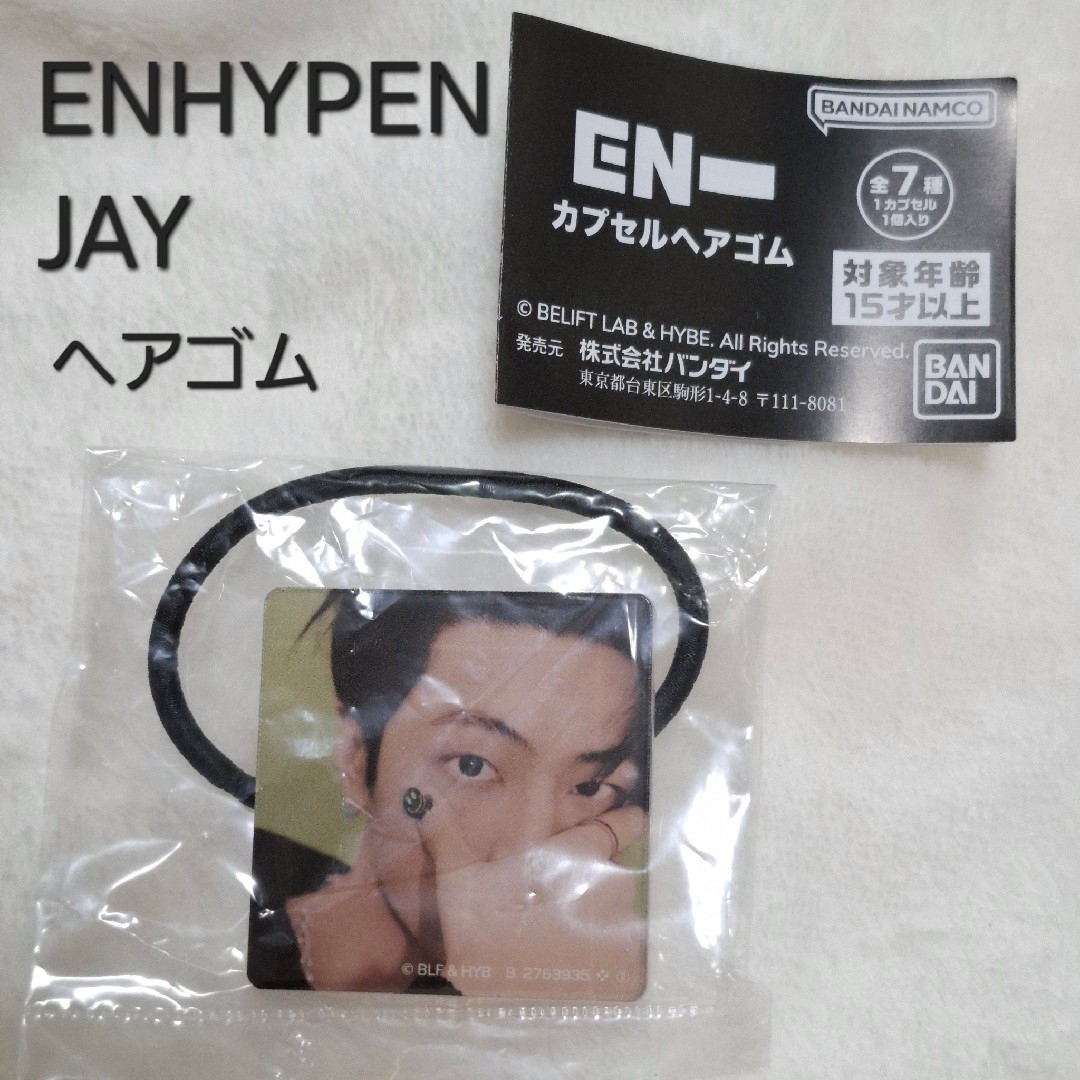 ENHYPEN
JAY
ヘアゴム
BANDAI NAMCO
EN-
カプセルヘアゴム
全7種
1カプセル
1個入り
対象年齢
15才以上
© BELIFT LAB & HYBE. All Rights Reserved.
発売元 株式会社バンダイ
東京都台東区駒形1-4-8 〒111-8081
BAN
DAI
© BLF & HYB B. 2763935